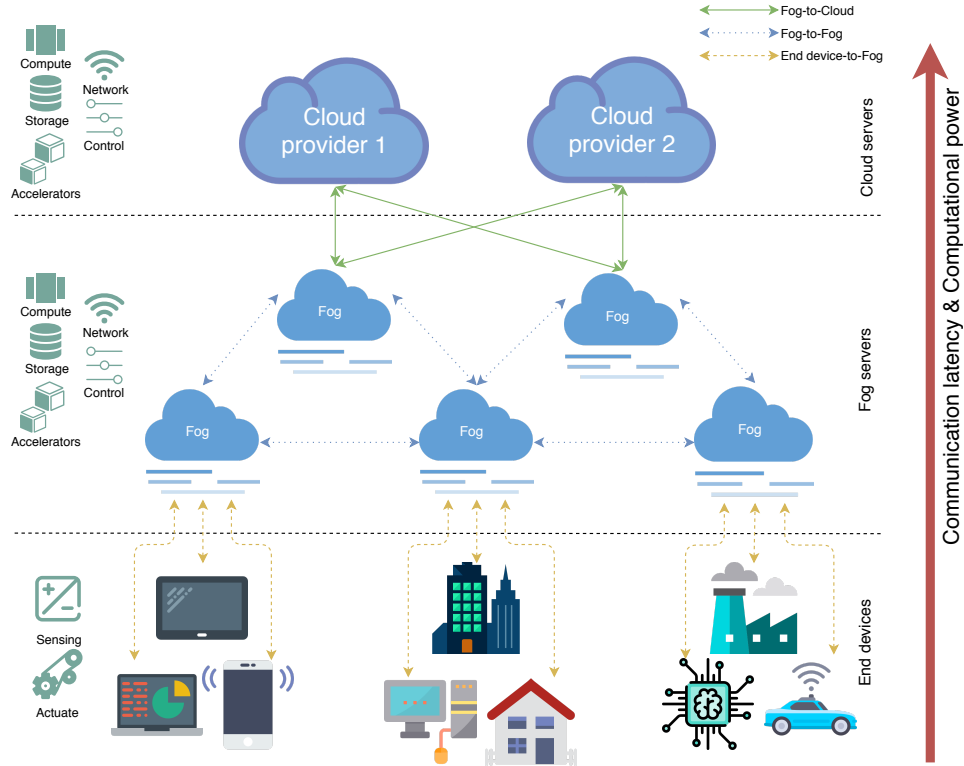 Fog-to-Cloud
Fog-to-Fog
End device-to-Fog
Compute
Network
Storage
Control
Accelerators
Cloud
provider 1
Cloud
provider 2
Cloud servers
Communication latency & Computational power
Compute
Network
Storage
Control
Accelerators
Fog
Fog
Fog
Fog
Fog
Fog servers
Sensing
Actuate
End devices